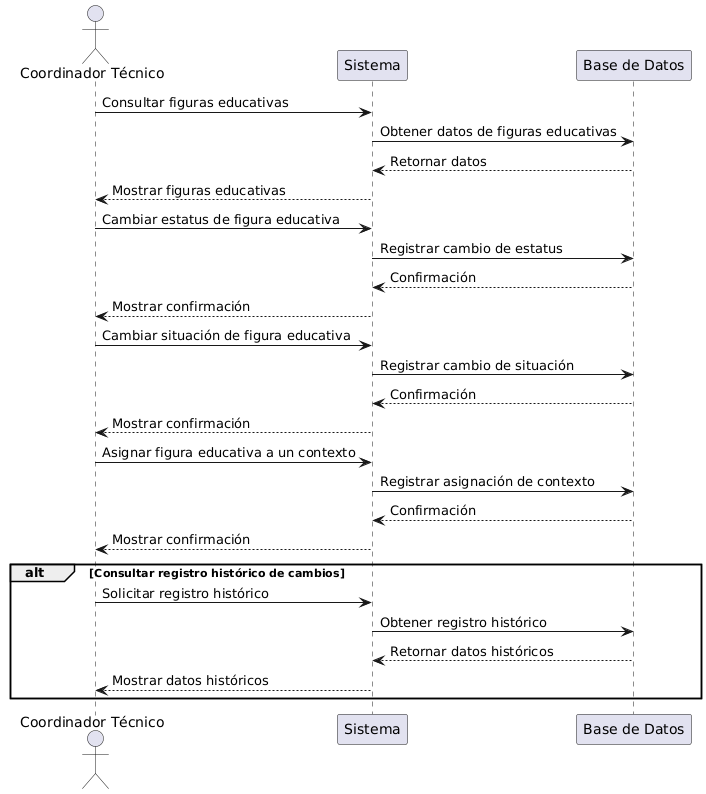 Coordinador Técnico
Sistema
Base de Datos
Consultar figuras educativas
Obtener datos de figuras educativas
Retornar datos
Mostrar figuras educativas
Cambiar estatus de figura educativa
Registrar cambio de estatus
Confirmación
Mostrar confirmación
Cambiar situación de figura educativa
Registrar cambio de situación
Confirmación
Mostrar confirmación
Asignar figura educativa a un contexto
Registrar asignación de contexto
Confirmación
Mostrar confirmación
alt [Consultar registro histórico de cambios]
Solicitar registro histórico
Obtener registro histórico
Retornar datos históricos
Mostrar datos históricos
Coordinador Técnico
Sistema
Base de Datos